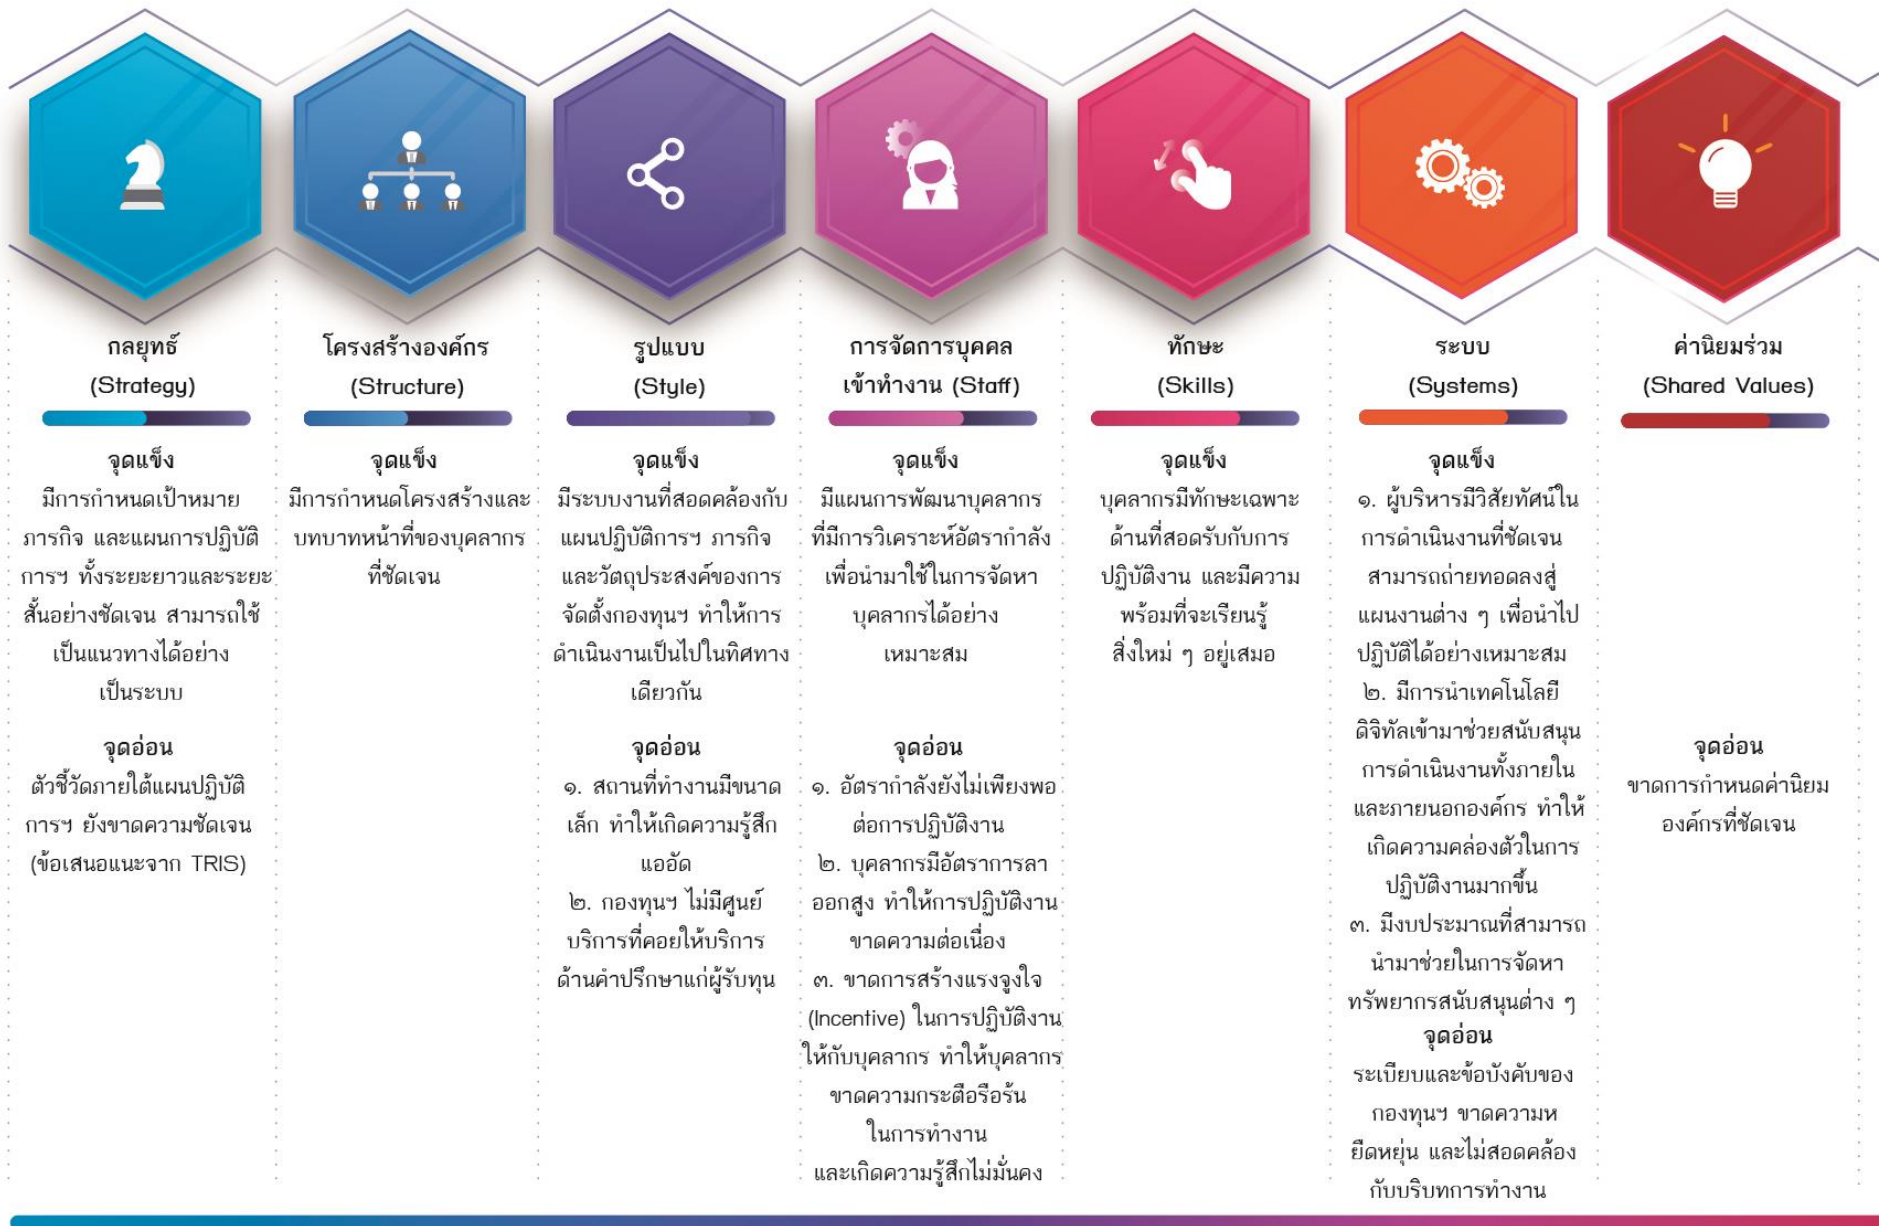 กลยุทธ์
(Strategy)
จุดแข็ง
มีการกำหนดเป้าหมาย
ภารกิจ และแผนการปฏิบัติ
การฯ ทั้งระยะยาวและระยะ
สั้นอย่างชัดเจน สามารถใช้
เป็นแนวทางได้อย่าง
เป็นระบบ
จุดอ่อน
ตัวชี้วัดภายใต้แผนปฏิบัติ
การฯ ยังขาดความชัดเจน
(ข้อเสนอแนะจาก TRIS)
โครงสร้างองค์กร
(Structure)
จุดแข็ง
มีการกำหนดโครงสร้างและ
บทบาทหน้าที่ของบุคลากร
ที่ชัดเจน
รูปแบบ
(Style)
จุดแข็ง
มีระบบงานที่สอดคล้องกับ
แผนปฏิบัติการฯ ภารกิจ
และวัตถุประสงค์ของการ
จัดตั้งกองทุนฯ ทำให้การ
ดำเนินงานเป็นไปในทิศทาง
เดียวกัน
จุดอ่อน
๑. สถานที่ทำงานมีขนาด
เล็ก ทำให้เกิดความรู้สึก
แออัด
๒. กองทุนฯ ไม่มีศูนย์
บริการที่คอยให้บริการ
ด้านคำปรึกษาแก่ผู้รับทุน
การจัดการบุคคล
เข้าทำงาน (Staff)
จุดแข็ง
มีแผนการพัฒนาบุคลากร
ที่มีการวิเคราะห์อัตรากำลัง
เพื่อนำมาใช้ในการจัดหา
บุคลากรได้อย่าง
เหมาะสม
จุดอ่อน
๑. อัตรากำลังยังไม่เพียงพอ
ต่อการปฏิบัติงาน
๒. บุคลากรมีอัตราการลา
ออกสูง ทำให้การปฏิบัติงาน
ขาดความต่อเนื่อง
๓. ขาดการสร้างแรงจูงใจ
(Incentive) ในการปฏิบัติงาน
ให้กับบุคลากร ทำให้บุคลากร
ขาดความกระตือรือร้น
ในการทำงาน
และเกิดความรู้สึกไม่มั่นคง
ทักษะ
(Skills)
จุดแข็ง
บุคลากรมีทักษะเฉพาะ
ด้านที่สอดรับกับการ
ปฏิบัติงาน และมีความ
พร้อมที่จะเรียนรู้
สิ่งใหม่ ๆ อยู่เสมอ
ระบบ
(Systems)
จุดแข็ง
๑. ผู้บริหารมีวิสัยทัศน์ใน
การดำเนินงานที่ชัดเจน
สามารถถ่ายทอดลงสู่
แผนงานต่าง ๆ เพื่อนำไป
ปฏิบัติได้อย่างเหมาะสม
๒. มีการนำเทคโนโลยี
ดิจิทัลเข้ามาช่วยสนับสนุน
การดำเนินงานทั้งภายใน
และภายนอกองค์กร ทำให้
เกิดความคล่องตัวในการ
ปฏิบัติงานมากขึ้น
๓. มีงบประมาณที่สามารถ
นำมาช่วยในการจัดหา
ทรัพยากรสนับสนุนต่าง ๆ
จุดอ่อน
ระเบียบและข้อบังคับของ
กองทุนฯ ขาดความห
ยืดหยุ่น และไม่สอดคล้อง
กับบริบทการทำงาน
ค่านิยมร่วม
(Shared Values)
จุดอ่อน
ขาดการกำหนดค่านิยม
องค์กรที่ชัดเจน